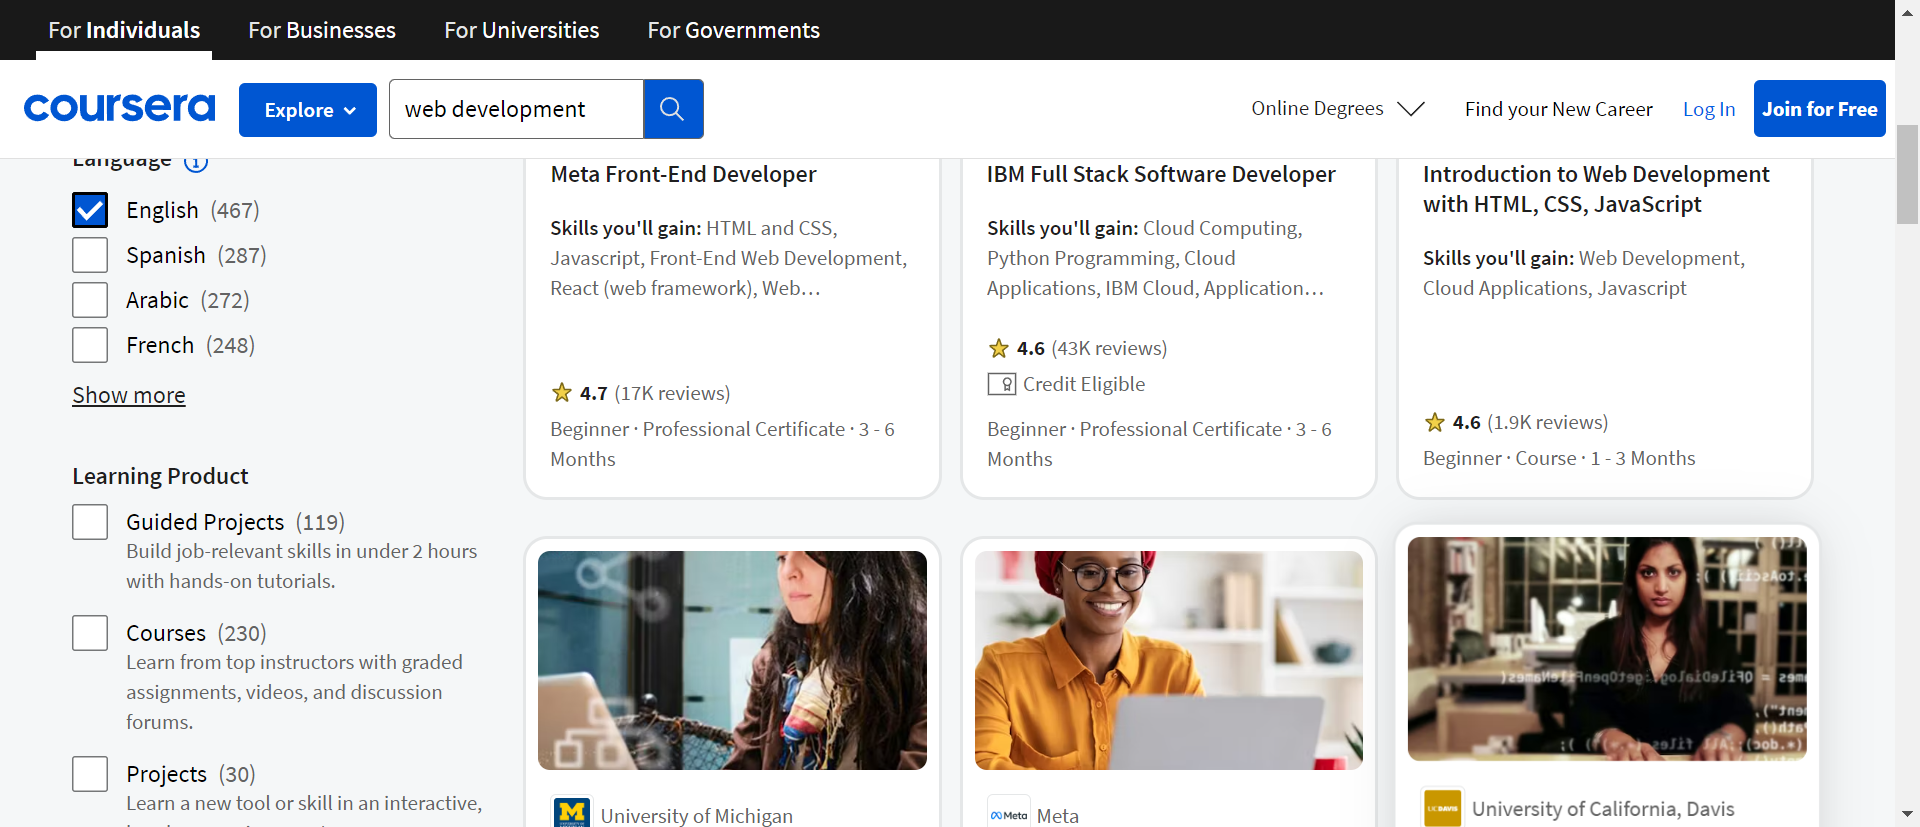 For Individuals
For Businesses
For Universities
For Governments
coursera
Explore
web development
Online Degrees
Find your New Career
Log In
Join for Free
Language
English (467)
Spanish (287)
Arabic (272)
French (248)
Show more
Learning Product
Guided Projects (119)
Build job-relevant skills in under 2 hours
with hands-on tutorials.
Courses (230)
Learn from top instructors with graded
assignments, videos, and discussion
forums.
Projects (30)
Learn a new tool or skill in an interactive,
Meta Front-End Developer
Skills you'll gain: HTML and CSS,
Javascript, Front-End Web Development,
React (web framework), Web…
4.7 (17K reviews)
Beginner · Professional Certificate · 3 - 6
Months
IBM Full Stack Software Developer
Skills you'll gain: Cloud Computing,
Python Programming, Cloud
Applications, IBM Cloud, Application…
4.6 (43K reviews)
Credit Eligible
Beginner · Professional Certificate · 3 - 6
Months
Introduction to Web Development
with HTML, CSS, JavaScript
Skills you'll gain: Web Development,
Cloud Applications, Javascript
4.6 (1.9K reviews)
Beginner · Course · 1 - 3 Months
M
University of Michigan
Meta
Meta
UC DAVIS
University of California, Davis